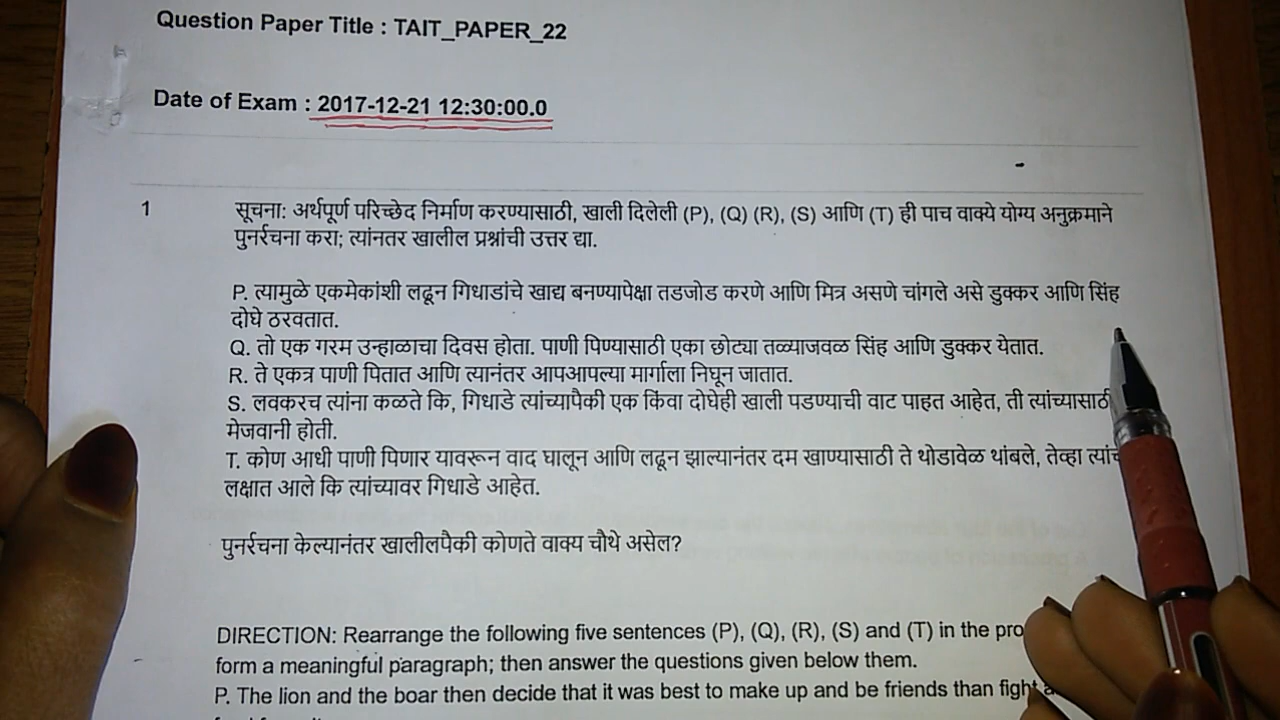 Question Paper Title : TAIT_PAPER_22
Date of Exam : 2017-12-21 12:30:00.0
1
सूचना: अर्थपूर्ण परिच्छेद निर्माण करण्यासाठी, खाली दिलेली (P), (Q) (R), (S) आणि (T) ही पाच वाक्ये योग्य अनुक्रमाने
पुनर्रचना करा; त्यांनतर खालील प्रश्नांची उत्तर द्या.
P. त्यामुळे एकमेकांशी लढून गिधाडांचे खाद्य बनण्यापेक्षा तडजोड करणे आणि मित्र असणे चांगले असे डुक्कर आणि सिंह
दोघे ठरवतात.
Q. तो एक गरम उन्हाळाचा दिवस होता. पाणी पिण्यासाठी एका छोट्या तळ्याजवळ सिंह आणि डुक्कर येतात.
R. ते एकत्र पाणी पितात आणि त्यानंतर आपआपल्या मार्गाला निघून जातात.
S. लवकरच त्यांना कळते कि, गिधाडे त्यांच्यापैकी एक किंवा दोघेही खाली पडण्याची वाट पाहत आहेत, ती त्यांच्यासाठी
मेजवानी होती.
T. कोण आधी पाणी पिणार यावरून वाद घालून आणि लढून झाल्यानंतर दम खाण्यासाठी ते थोडावेळ थांबले, तेव्हा
लक्षात आले कि त्यांच्यावर गिधाडे आहेत.
पुनर्रचना केल्यानंतर खालीलपैकी कोणते वाक्य चौथे असेल?
DIRECTION: Rearrange the following five sentences (P), (Q), (R), (S) and (T) in the
form a meaningful paragraph; then answer the questions given below them.
P. The lion and the boar then decide that it was best to make up and be friends than fight